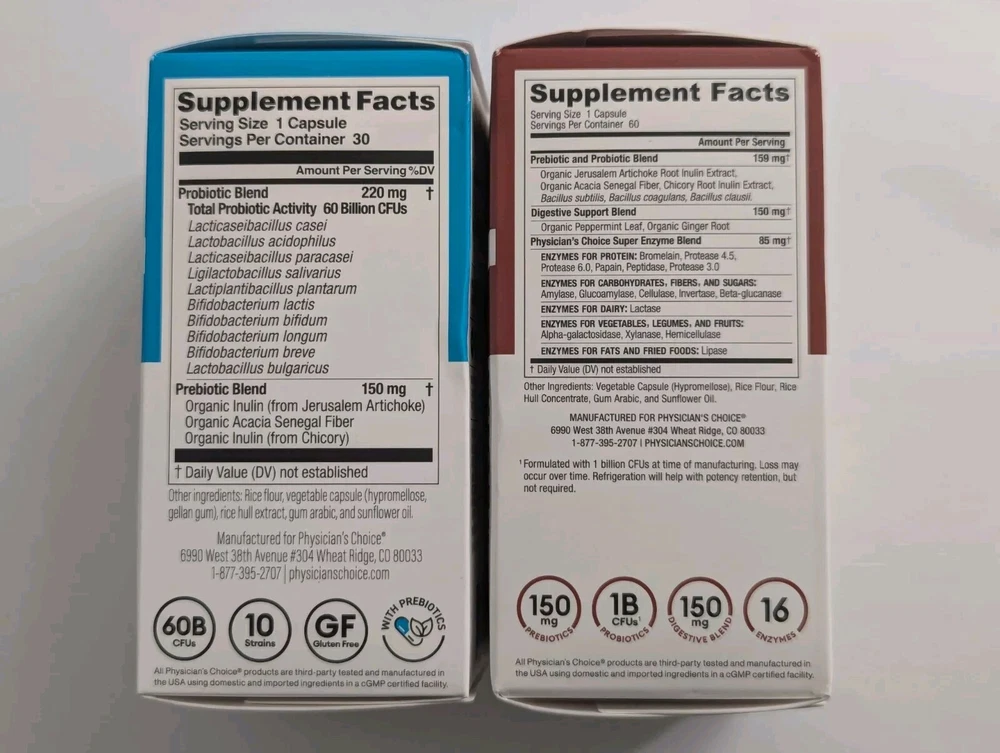 Supplement Facts
Serving Size 1 Capsule
Servings Per Container 30
Amount Per Serving %DV
Probiotic Blend 220 mg †
Total Probiotic Activity 60 Billion CFUs
Lacticaseibacillus casei
Lactobacillus acidophilus
Lacticaseibacillus paracasei
Ligilactobacillus salivarius
Lactiplantibacillus plantarum
Bifidobacterium lactis
Bifidobacterium bifidum
Bifidobacterium longum
Bifidobacterium breve
Lactobacillus bulgaricus
Prebiotic Blend 150 mg †
Organic Inulin (from Jerusalem Artichoke)
Organic Acacia Senegal Fiber
Organic Inulin (from Chicory)
† Daily Value (DV) not established
Other ingredients: Rice flour, vegetable capsule (hypromellose,
gellan gum), rice hull extract, gum arabic, and sunflower oil.
Manufactured for Physician's Choice®
6990 West 38th Avenue #304 Wheat Ridge, CO 80033
1-877-395-2707 | physicianschoice.com
60B
CFUs
10
Strains
GF
Gluten Free
WITH PREBIOTICS
All Physician's Choice® products are third-party tested and manufactured in
the USA using domestic and imported ingredients in a cGMP certified facility.
Supplement Facts
Serving Size 1 Capsule
Servings Per Container 60
Amount Per Serving
Prebiotic and Probiotic Blend 159 mg†
Organic Jerusalem Artichoke Root Inulin Extract,
Organic Acacia Senegal Fiber, Chicory Root Inulin Extract,
Bacillus subtilis, Bacillus coagulans, Bacillus clausii.
Digestive Support Blend 150 mg†
Organic Peppermint Leaf, Organic Ginger Root
Physician's Choice Super Enzyme Blend 85 mg†
ENZYMES FOR PROTEIN: Bromelain, Protease 4.5,
Protease 6.0, Papain, Peptidase, Protease 3.0
ENZYMES FOR CARBOHYDRATES, FIBERS, AND SUGARS:
Amylase, Glucoamylase, Cellulase, Invertase, Beta-glucanase
ENZYMES FOR DAIRY: Lactase
ENZYMES FOR VEGETABLES, LEGUMES, AND FRUITS:
Alpha-galactosidase, Xylanase, Hemicellulase
ENZYMES FOR FATS AND FRIED FOODS: Lipase
† Daily Value (DV) not established
Other Ingredients: Vegetable Capsule (Hypromellose), Rice Flour, Rice
Hull Concentrate, Gum Arabic, and Sunflower Oil.
MANUFACTURED FOR PHYSICIAN'S CHOICE®
6990 West 38th Avenue #304 Wheat Ridge, CO 80033
1-877-395-2707 | PHYSICIANSCHOICE.COM
¹Formulated with 1 billion CFUs at time of manufacturing. Loss may
occur over time. Refrigeration will help with potency retention, but
not required.
150
mg
PREBIOTICS
1B
CFUs¹
PROBIOTICS
150
mg
DIGESTIVE BLEND
16
ENZYMES
All Physician's Choice® products are third-party tested and manufactured in
the USA using domestic and imported ingredients in a cGMP certified facility.